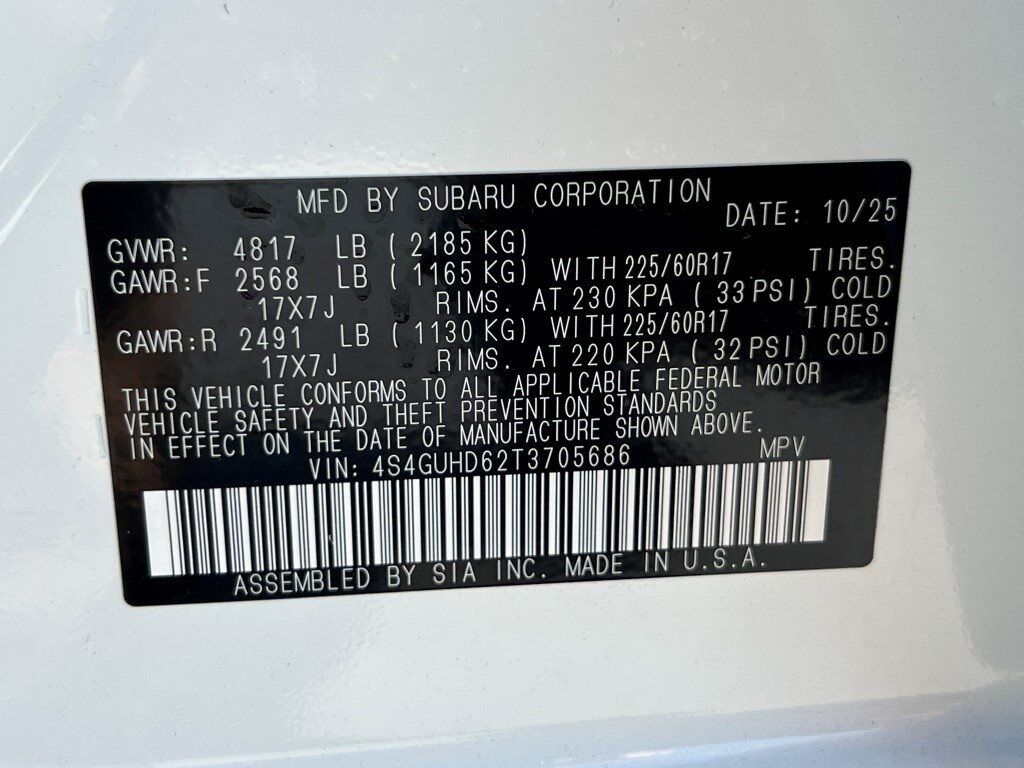 MFD BY SUBARU CORPORATION DATE: 10/25
GVWR: 4817 LB ( 2185 KG)
GAWR:F 2568 LB ( 1165 KG) WITH 225/60R17 TIRES.
17X7J RIMS. AT 230 KPA ( 33 PSI) COLD
GAWR:R 2491 LB ( 1130 KG) WITH 225/60R17 TIRES.
17X7J RIMS. AT 220 KPA ( 32 PSI) COLD
THIS VEHICLE CONFORMS TO ALL APPLICABLE FEDERAL MOTOR
VEHICLE SAFETY AND THEFT PREVENTION STANDARDS
IN EFFECT ON THE DATE OF MANUFACTURE SHOWN ABOVE.
VIN: 4S4GUHD62T3705686 MPV
ASSEMBLED BY SIA INC. MADE IN U.S.A.